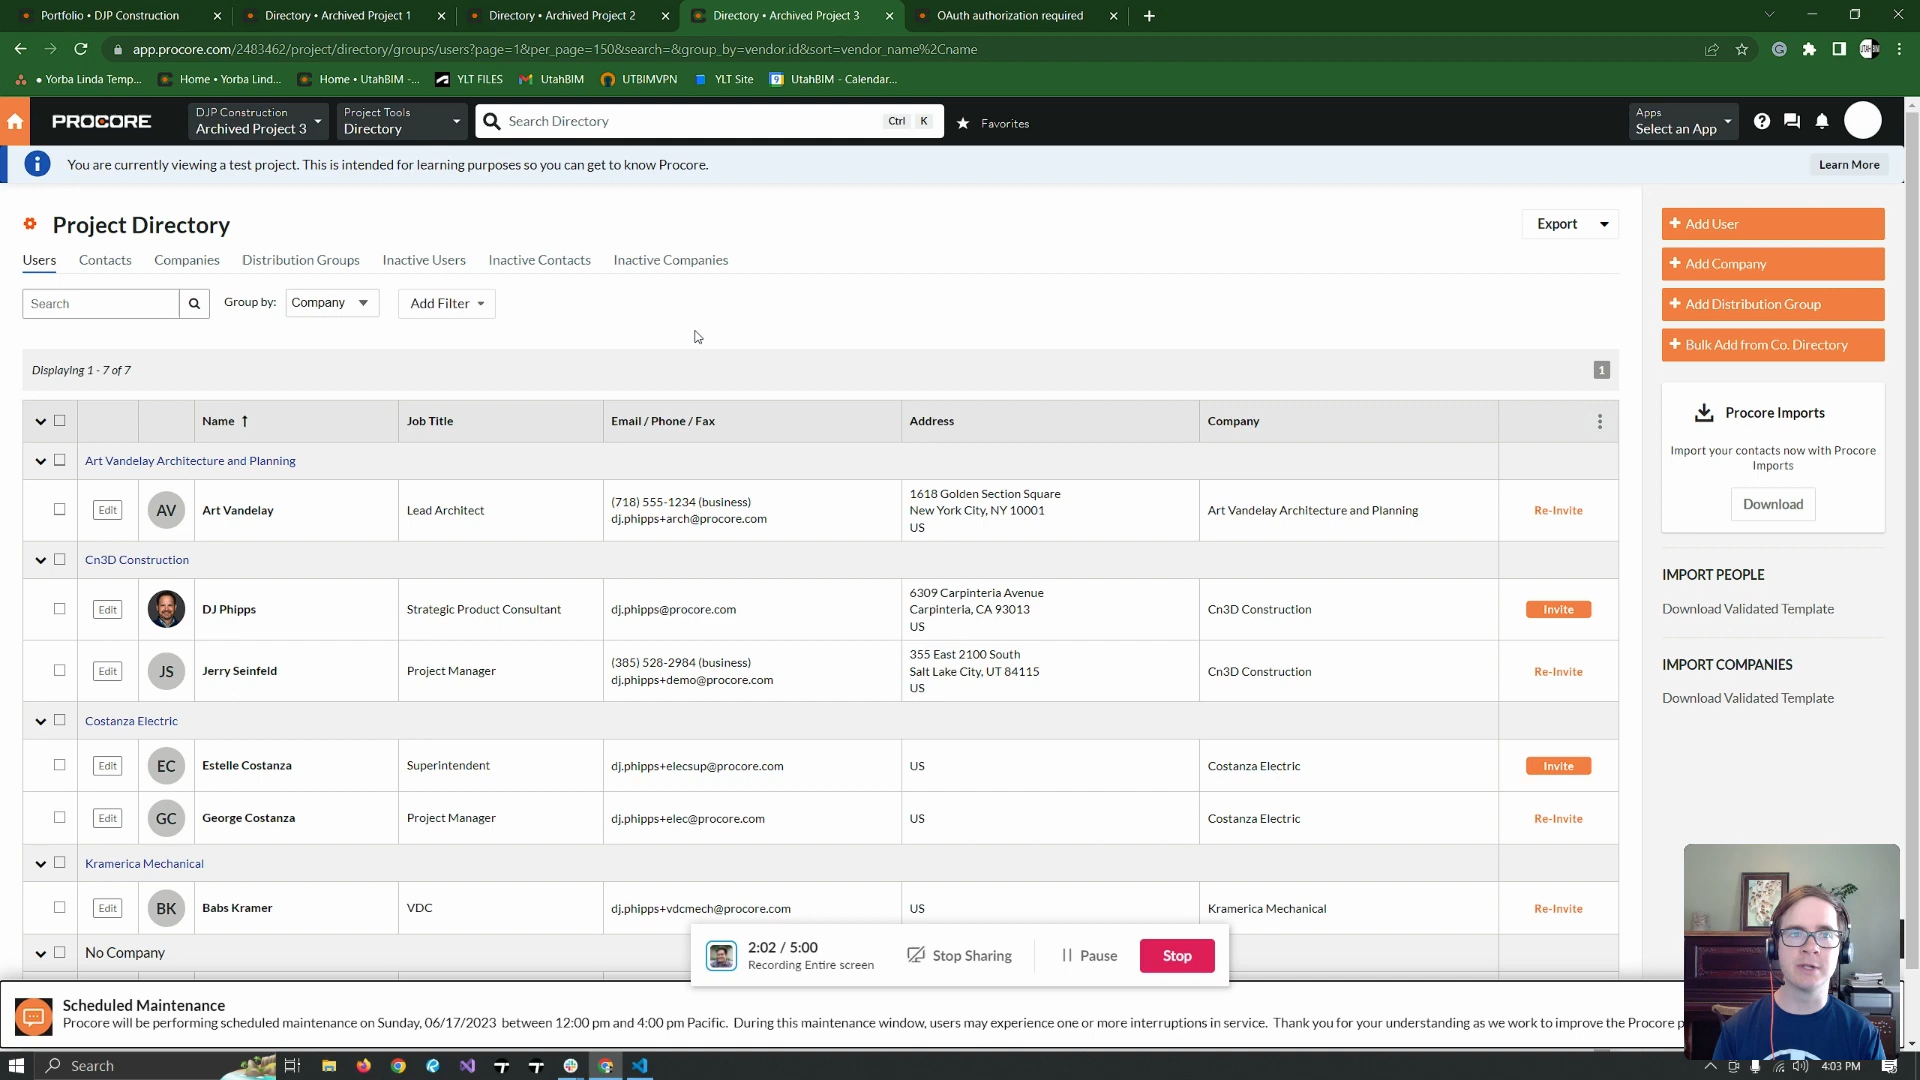 Portfolio • DJP Construction
Directory • Archived Project 1
Directory • Archived Project 2
Directory • Archived Project 3
OAuth authorization required
app.procore.com/2483462/project/directory/groups/users?page=1&per_page=150&search=&group_by=vendor.id&sort=vendor_name%2Cname
• Yorba Linda Temp...
Home • Yorba Lind...
Home • UtahBIM -...
YLT FILES
UtahBIM
UTBIMVPN
YLT Site
UtahBIM - Calendar...
PROCORE
DJP Construction
Archived Project 3
Project Tools
Directory
Search Directory
Ctrl K
Favorites
Apps
Select an App
You are currently viewing a test project. This is intended for learning purposes so you can get to know Procore.
Learn More
Project Directory
Export
Users
Contacts
Companies
Distribution Groups
Inactive Users
Inactive Contacts
Inactive Companies
Search
Group by:
Company
Add Filter
Displaying 1 - 7 of 7
1
Name
Job Title
Email / Phone / Fax
Address
Company
Art Vandelay Architecture and Planning
Edit
AV
Art Vandelay
Lead Architect
(718) 555-1234 (business)
dj.phipps+arch@procore.com
1618 Golden Section Square
New York City, NY 10001
US
Art Vandelay Architecture and Planning
Re-Invite
Cn3D Construction
Edit
DJ Phipps
Strategic Product Consultant
dj.phipps@procore.com
6309 Carpinteria Avenue
Carpinteria, CA 93013
US
Cn3D Construction
Invite
Edit
JS
Jerry Seinfeld
Project Manager
(385) 528-2984 (business)
dj.phipps+demo@procore.com
355 East 2100 South
Salt Lake City, UT 84115
US
Cn3D Construction
Re-Invite
Costanza Electric
Edit
EC
Estelle Costanza
Superintendent
dj.phipps+elecsup@procore.com
US
Costanza Electric
Invite
Edit
GC
George Costanza
Project Manager
dj.phipps+elec@procore.com
US
Costanza Electric
Re-Invite
Kramerica Mechanical
Edit
BK
Babs Kramer
VDC
dj.phipps+vdcmech@procore.com
US
Kramerica Mechanical
Re-Invite
No Company
Add User
Add Company
Add Distribution Group
Bulk Add from Co. Directory
Procore Imports
Import your contacts now with Procore
Imports
Download
IMPORT PEOPLE
Download Validated Template
IMPORT COMPANIES
Download Validated Template
2:02 / 5:00
Recording Entire screen
Stop Sharing
Pause
Stop
Scheduled Maintenance
Procore will be performing scheduled maintenance on Sunday, 06/17/2023 between 12:00 pm and 4:00 pm Pacific. During this maintenance window, users may experience one or more interruptions in service. Thank you for your understanding as we work to improve the Procore p
Search
4:03 PM